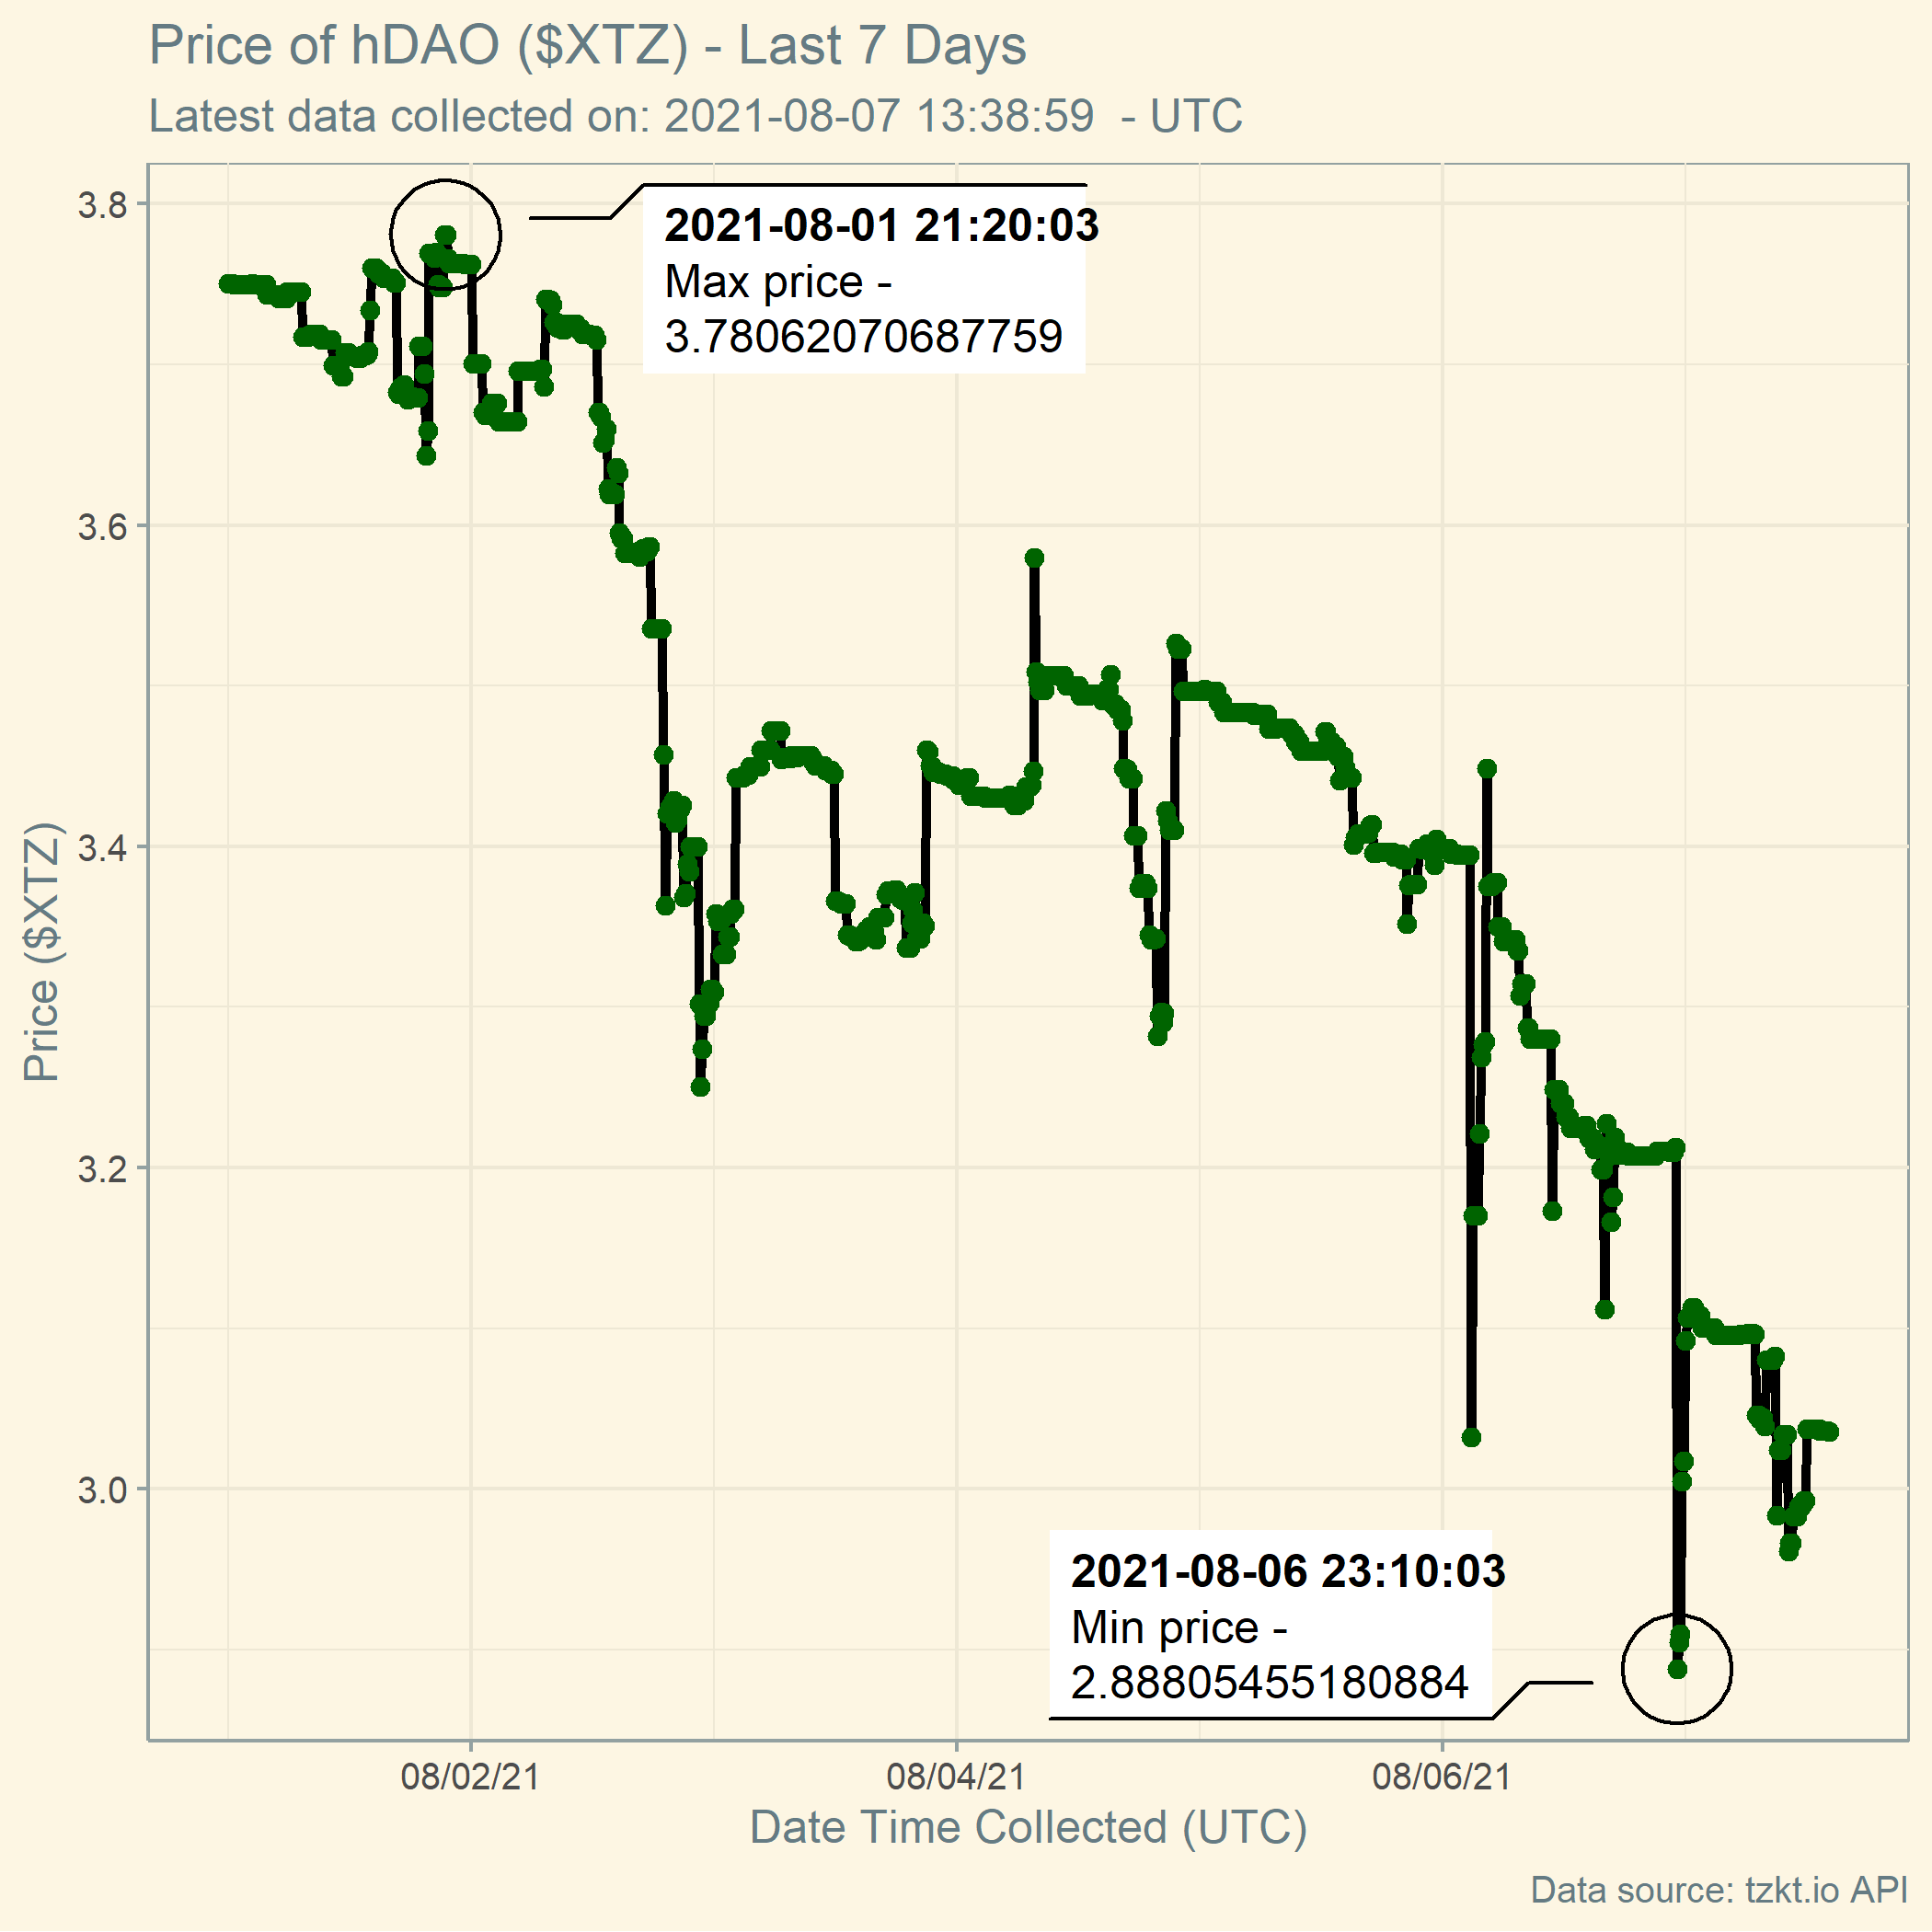 Price of hDAO ($XTZ) - Last 7 Days
Latest data collected on: 2021-08-07 13:38:59  - UTC
3.8
3.6
3.4
3.2
3.0
Price ($XTZ)
2021-08-01 21:20:03
Max price -
3.78062070687759
2021-08-06 23:10:03
Min price -
2.88805455180884
08/02/21
08/04/21
08/06/21
Date Time Collected (UTC)
Data source: tzkt.io API